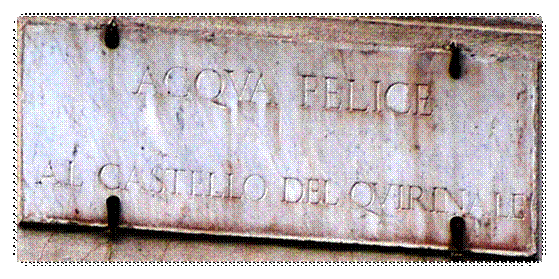 ACQVA FELICE
AL CASTELLO DEL QVIRINALE